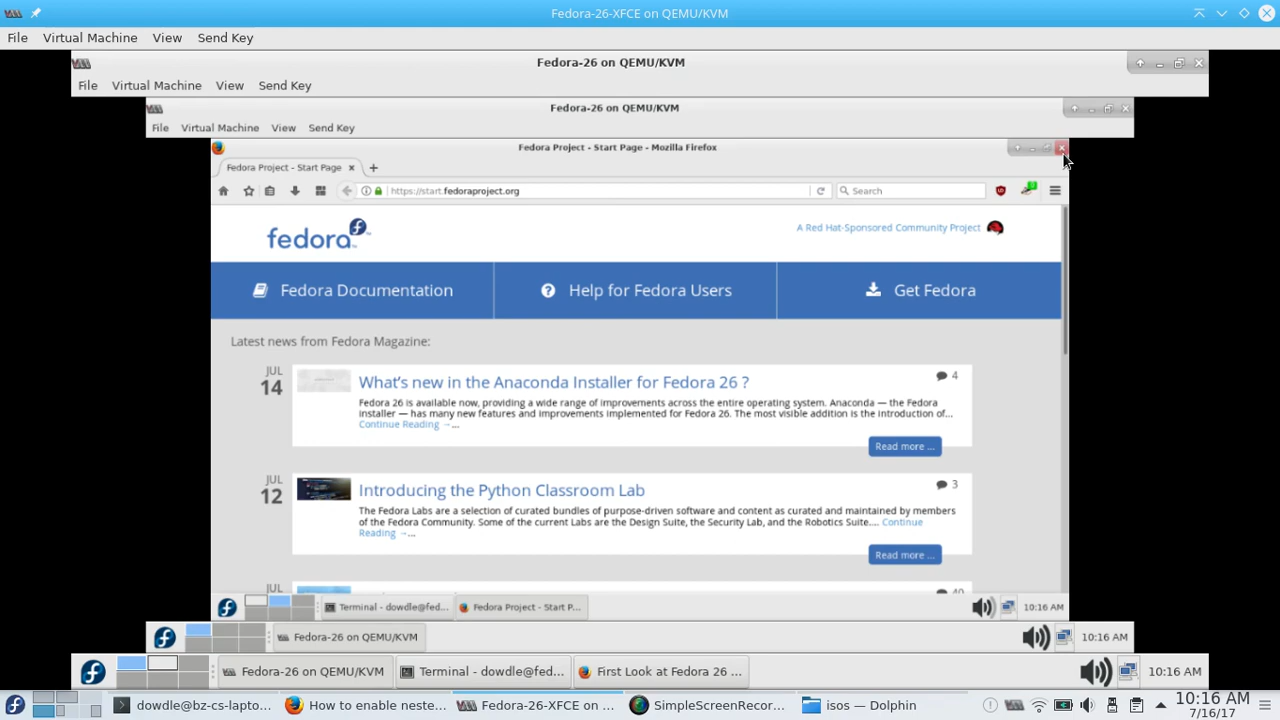 Fedora-26-XFCE on QEMU/KVM
File Virtual Machine View Send Key
Fedora-26 on QEMU/KVM
File Virtual Machine View Send Key
Fedora-26 on QEMU/KVM
File Virtual Machine View Send Key
Fedora Project - Start Page - Mozilla Firefox
Fedora Project - Start Page
https://start.fedoraproject.org Search
fedora
A Red Hat-Sponsored Community Project
Fedora Documentation Help for Fedora Users Get Fedora
Latest news from Fedora Magazine:
JUL
14
What's new in the Anaconda Installer for Fedora 26 ? 4
Fedora 26 is available now, providing a wide range of improvements across the entire operating system. Anaconda — the Fedora
installer — has many new features and improvements implemented for Fedora 26. The most visible addition is the introduction of...
Continue Reading →...
Read more ...
JUL
12
Introducing the Python Classroom Lab 3
The Fedora Labs are a selection of curated bundles of purpose-driven software and content as curated and maintained by members
of the Fedora Community. Some of the current Labs are the Design Suite, the Security Lab, and the Robotics Suite.... Continue
Reading →...
Read more ...
JUL
Terminal - dowdle@fed... Fedora Project - Start P... 10:16 AM
Fedora-26 on QEMU/KVM 10:16 AM
Fedora-26 on QEMU/KVM Terminal - dowdle@fed... First Look at Fedora 26 ... 10:16 AM
dowdle@bz-cs-lapto... How to enable neste... Fedora-26-XFCE on ... SimpleScreenRecor... isos — Dolphin 10:16 AM
7/16/17